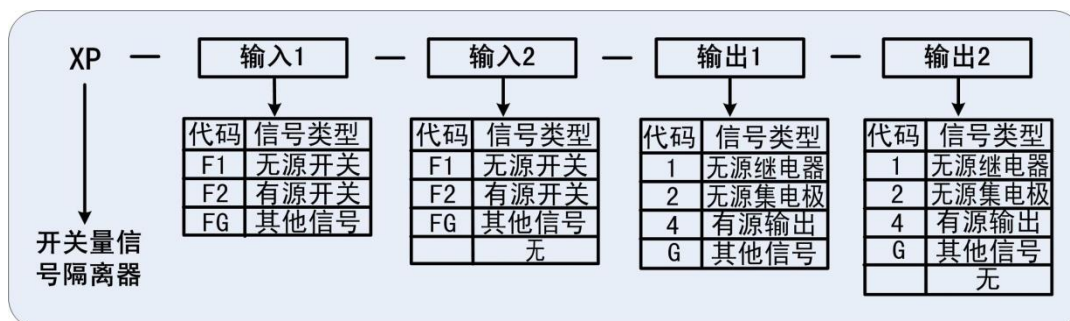 XP — 输入1 — 输入2 — 输出1 — 输出2
开关量信
号隔离器
代码 信号类型
F1 无源开关
F2 有源开关
FG 其他信号
代码 信号类型
F1 无源开关
F2 有源开关
FG 其他信号
无
代码 信号类型
1 无源继电器
2 无源集电极
4 有源输出
G 其他信号
代码 信号类型
1 无源继电器
2 无源集电极
4 有源输出
G 其他信号
无